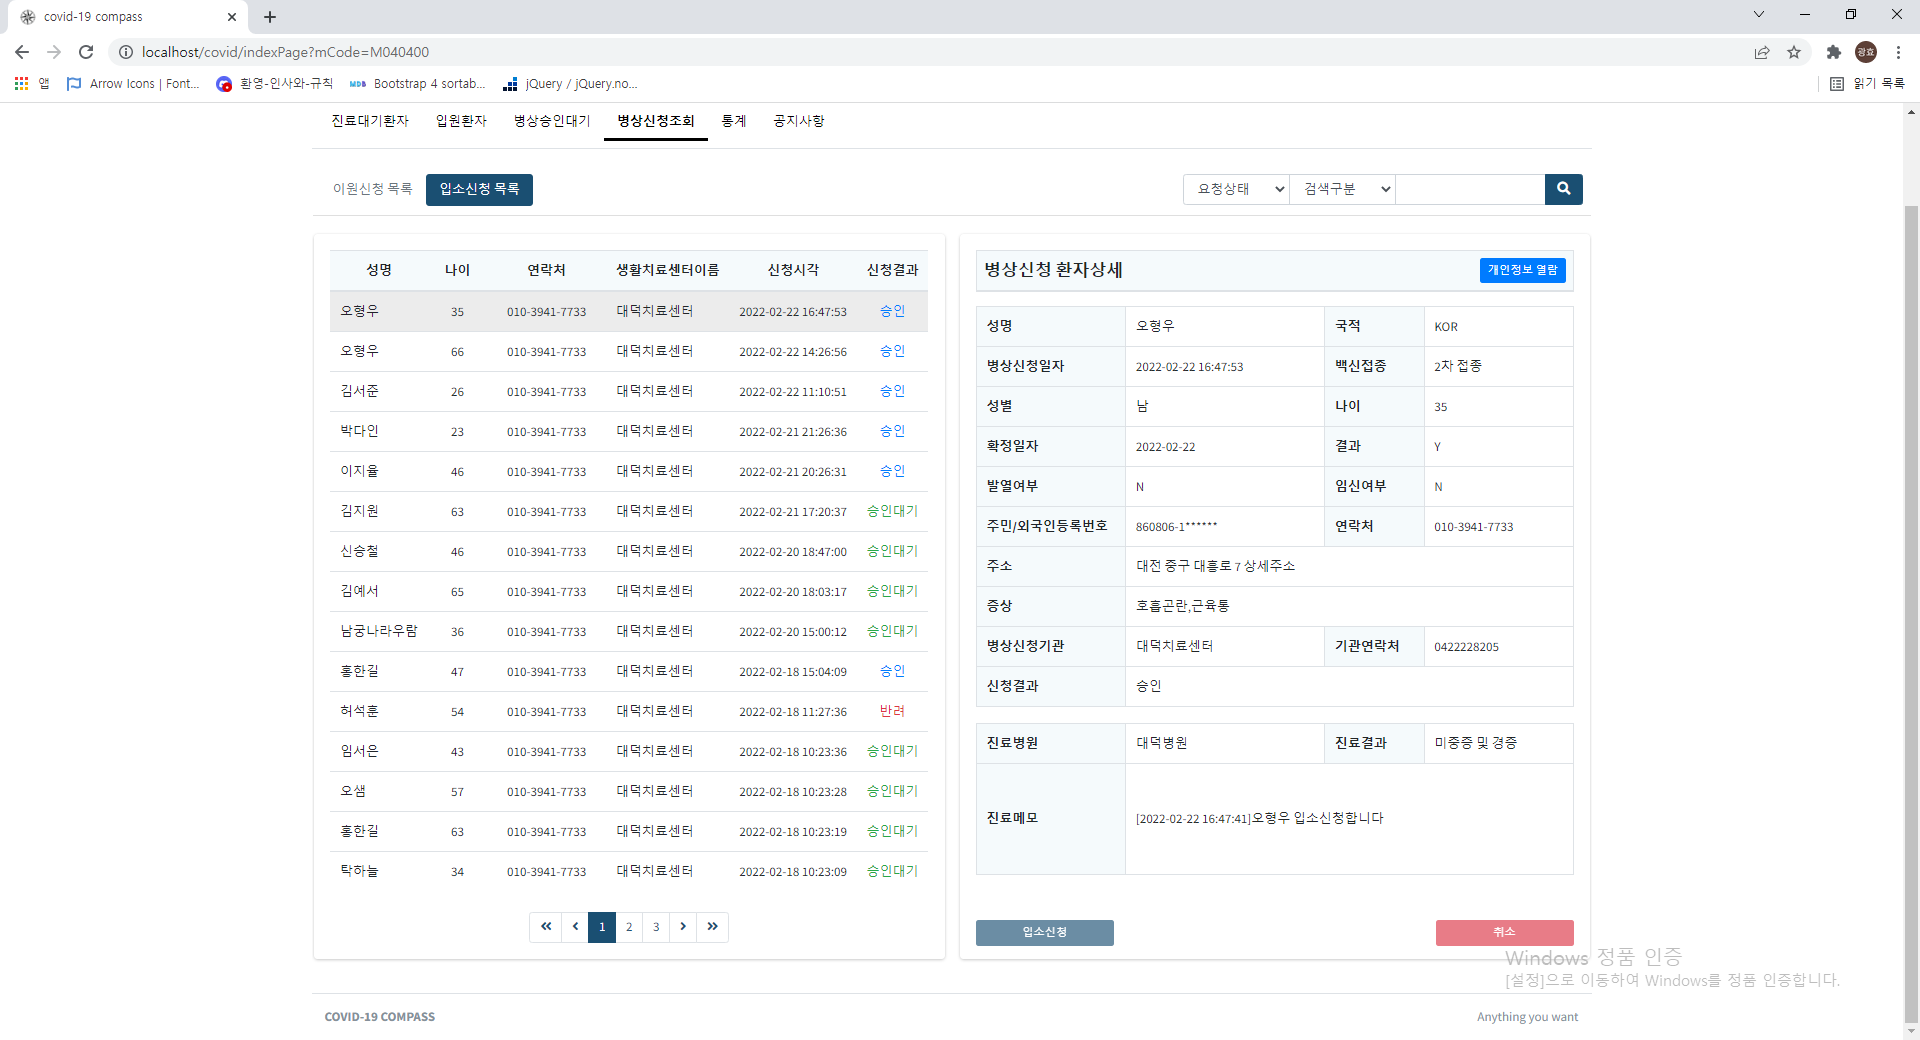 covid-19 compass
localhost/covid/indexPage?mCode=M040400
광효
앱 Arrow Icons | Font... 환영-인사와-규칙 MDB Bootstrap 4 sortab... jQuery / jQuery.no... 읽기 목록
진료대기환자 입원환자 병상승인대기 병상신청조회 통계 공지사항
이원신청 목록 입소신청 목록 요청상태 검색구분
성명 나이 연락처 생활치료센터이름 신청시각 신청결과
오형우 35 010-3941-7733 대덕치료센터 2022-02-22 16:47:53 승인
오형우 66 010-3941-7733 대덕치료센터 2022-02-22 14:26:56 승인
김서준 26 010-3941-7733 대덕치료센터 2022-02-22 11:10:51 승인
박다인 23 010-3941-7733 대덕치료센터 2022-02-21 21:26:36 승인
이지율 46 010-3941-7733 대덕치료센터 2022-02-21 20:26:31 승인
김지원 63 010-3941-7733 대덕치료센터 2022-02-21 17:20:37 승인대기
신승철 46 010-3941-7733 대덕치료센터 2022-02-20 18:47:00 승인대기
김예서 65 010-3941-7733 대덕치료센터 2022-02-20 18:03:17 승인대기
남궁나라우람 36 010-3941-7733 대덕치료센터 2022-02-20 15:00:12 승인대기
홍한길 47 010-3941-7733 대덕치료센터 2022-02-18 15:04:09 승인
허석훈 54 010-3941-7733 대덕치료센터 2022-02-18 11:27:36 반려
임서은 43 010-3941-7733 대덕치료센터 2022-02-18 10:23:36 승인대기
오샘 57 010-3941-7733 대덕치료센터 2022-02-18 10:23:28 승인대기
홍한길 63 010-3941-7733 대덕치료센터 2022-02-18 10:23:19 승인대기
탁하늘 34 010-3941-7733 대덕치료센터 2022-02-18 10:23:09 승인대기
« ‹ 1 2 3 › »
병상신청 환자상세 개인정보 열람
성명 오형우 국적 KOR
병상신청일자 2022-02-22 16:47:53 백신접종 2차 접종
성별 남 나이 35
확정일자 2022-02-22 결과 Y
발열여부 N 임신여부 N
주민/외국인등록번호 860806-1****** 연락처 010-3941-7733
주소 대전 중구 대흥로 7 상세주소
증상 호흡곤란,근육통
병상신청기관 대덕치료센터 기관연락처 0422228205
신청결과 승인
진료병원 대덕병원 진료결과 미중증 및 경증
진료메모 [2022-02-22 16:47:41]오형우 입소신청합니다
입소신청 취소
Windows 정품 인증
[설정]으로 이동하여 Windows를 정품 인증합니다.
COVID-19 COMPASS Anything you want